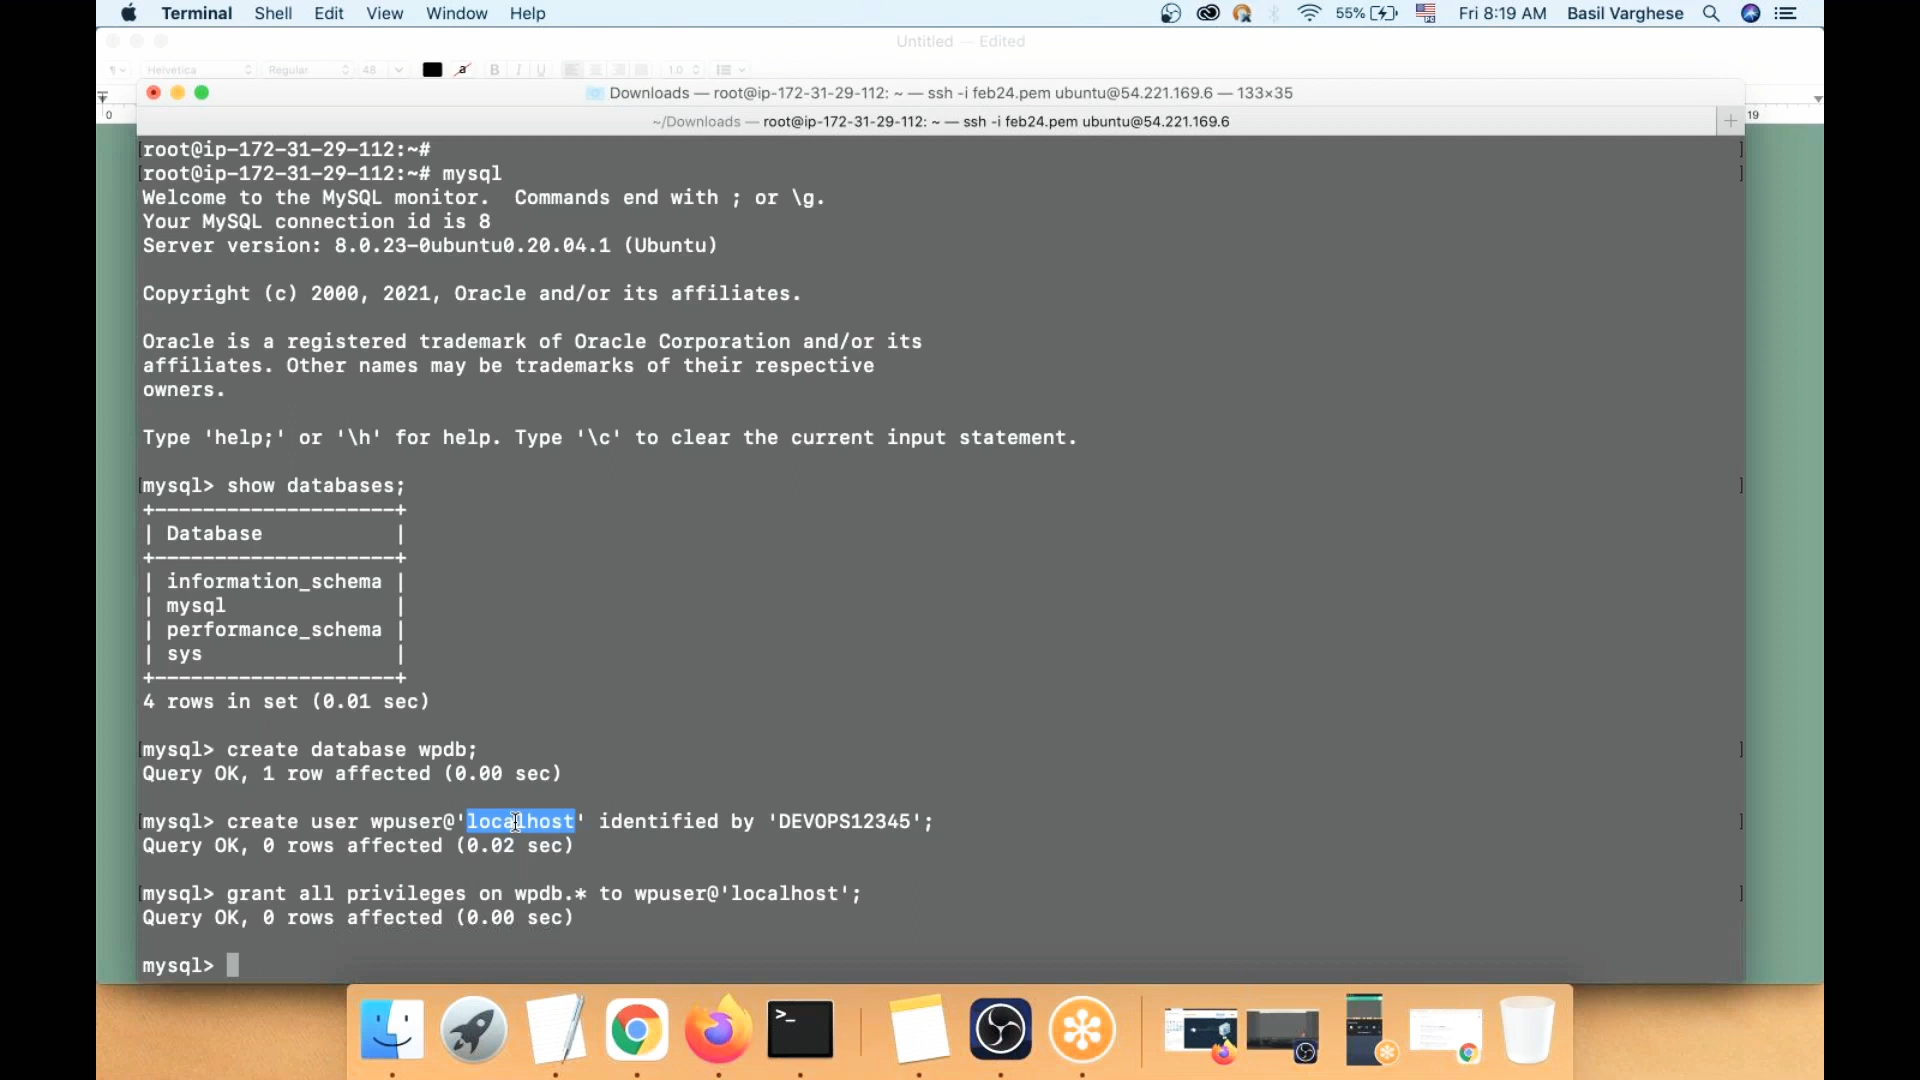 Terminal Shell Edit View Window Help 55% Fri 8:19 AM Basil Varghese
Untitled — Edited
Helvetica Regular 48 a B I U 1.0
Downloads — root@ip-172-31-29-112: ~ — ssh -i feb24.pem ubuntu@54.221.169.6 — 133×35
0 ~/Downloads — root@ip-172-31-29-112: ~ — ssh -i feb24.pem ubuntu@54.221.169.6 + 19
root@ip-172-31-29-112:~#
root@ip-172-31-29-112:~# mysql
Welcome to the MySQL monitor.  Commands end with ; or \g.
Your MySQL connection id is 8
Server version: 8.0.23-0ubuntu0.20.04.1 (Ubuntu)
Copyright (c) 2000, 2021, Oracle and/or its affiliates.
Oracle is a registered trademark of Oracle Corporation and/or its
affiliates. Other names may be trademarks of their respective
owners.
Type 'help;' or '\h' for help. Type '\c' to clear the current input statement.
mysql> show databases;
+--------------------+
| Database           |
+--------------------+
| information_schema |
| mysql              |
| performance_schema |
| sys                |
+--------------------+
4 rows in set (0.01 sec)
mysql> create database wpdb;
Query OK, 1 row affected (0.00 sec)
mysql> create user wpuser@'localhost' identified by 'DEVOPS12345';
Query OK, 0 rows affected (0.02 sec)
mysql> grant all privileges on wpdb.* to wpuser@'localhost';
Query OK, 0 rows affected (0.00 sec)
mysql>
>_